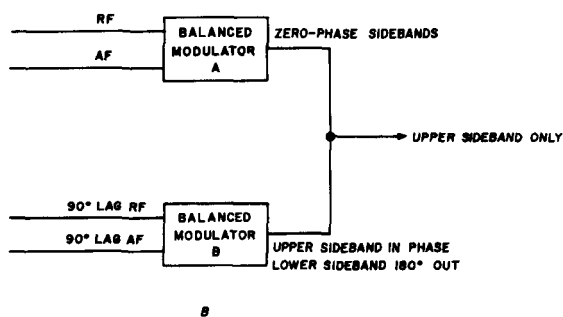 RF
AF
BALANCED
MODULATOR
A
ZERO-PHASE SIDEBANDS
UPPER SIDEBAND ONLY
90° LAG RF
90° LAG AF
BALANCED
MODULATOR
B
UPPER SIDEBAND IN PHASE
LOWER SIDEBAND 180° OUT
B